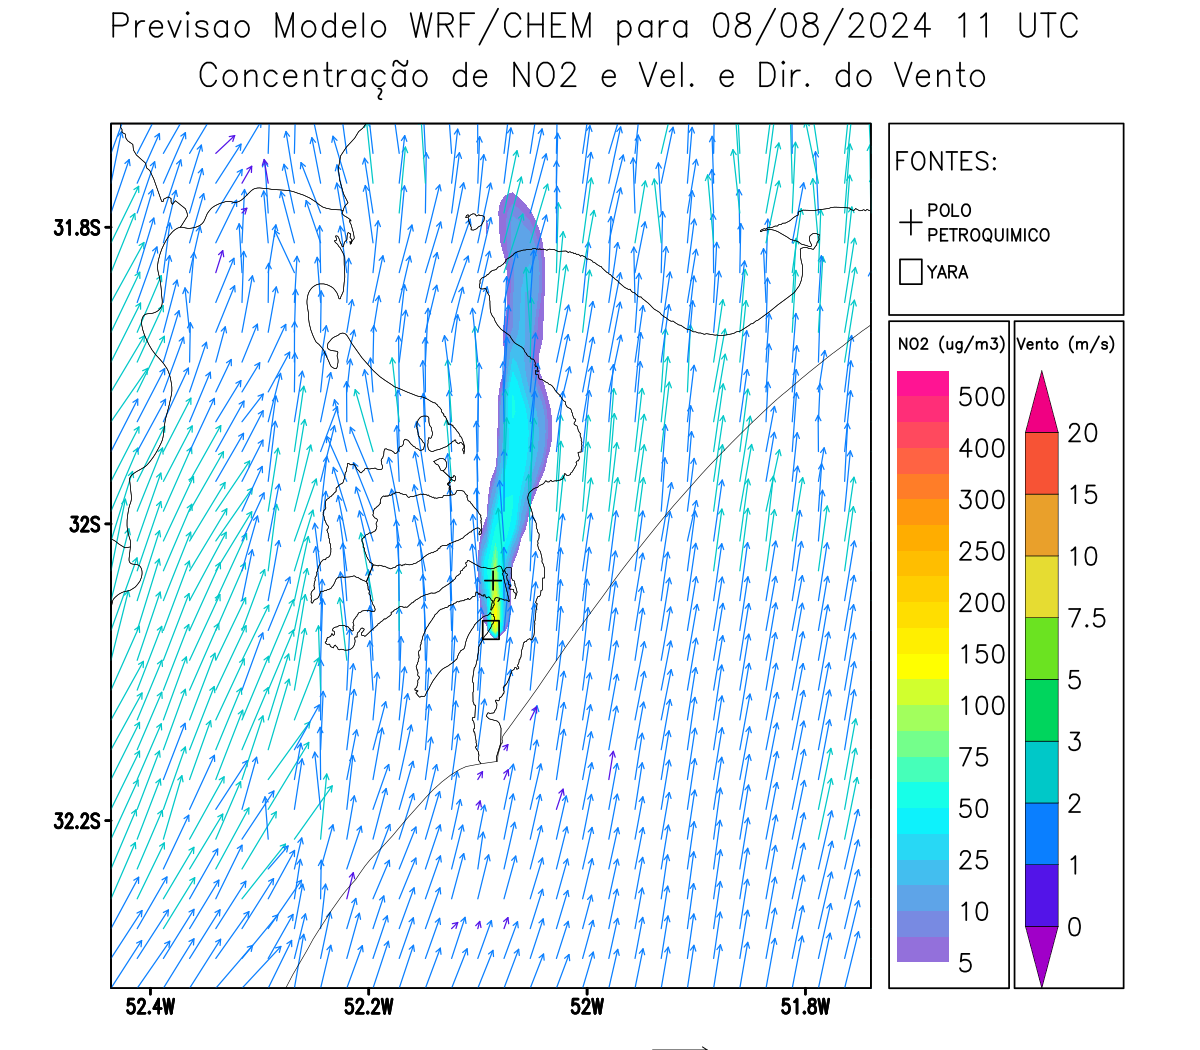 Previsao Modelo WRF/CHEM para 08/08/2024 11 UTC
Concentração de NO2 e Vel. e Dir. do Vento
FONTES:
POLO
PETROQUIMICO
YARA
31.8S
32S
32.2S
52.4W
52.2W
52W
51.8W
NO2 (ug/m3)
500
400
300
250
200
150
100
75
50
25
10
5
Vento (m/s)
20
15
10
7.5
5
3
2
1
0